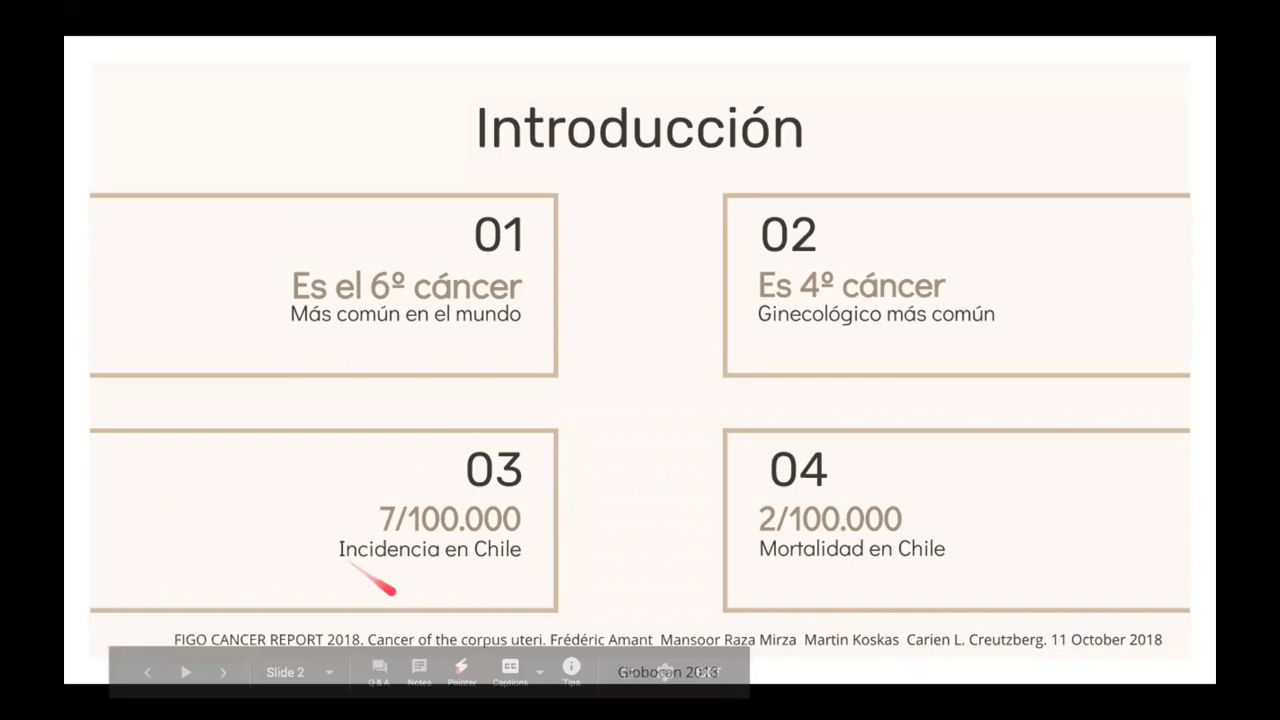 Introducción
01
Es el 6º cáncer
Más común en el mundo
02
Es 4º cáncer
Ginecológico más común
03
7/100.000
Incidencia en Chile
04
2/100.000
Mortalidad en Chile
FIGO CANCER REPORT 2018. Cancer of the corpus uteri. Frédéric Amant Mansoor Raza Mirza Martin Koskas Carien L. Creutzberg. 11 October 2018
Globocan
Slide 2
Q & A
Notes
Pointer
Captions
Tips